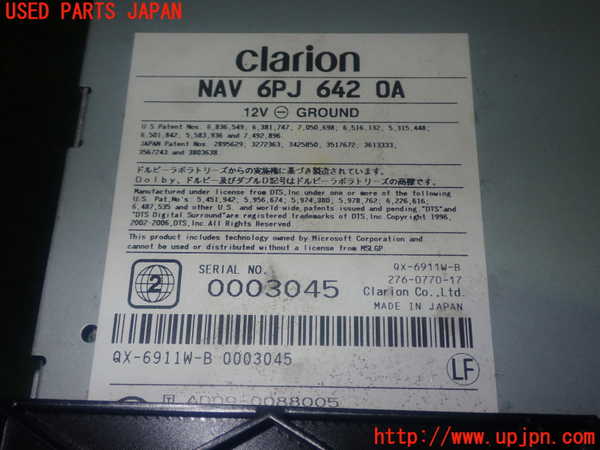 USED PARTS JAPAN
clarion
NAV 6PJ 642 0A
12V ⊖ GROUND
U.S Patent Nos. 6,836,549; 6,381,747; 7,050,698; 6,516,132; 5,315,448;
6,501,842; 5,583,936 and 7,492,896.
JAPAN Patent Nos. 2895629, 3272363, 3425850, 3517672, 3613333,
3567243 and 3803638
ドルビーラボラトリーズからの実施権に基づき製造されています。
Dolby、ドルビー及びダブルD記号はドルビーラボラトリーズの商標です。
Manufactured under license from DTS,Inc under one or more of the following
U.S. Pat.No's: 5,451,942; 5,956,674; 5,974,380; 5,978,762; 6,226,616;
6,487,535 and other U.S. and world-wide,patents issued and pending ."DTS"and
"DTS Digital Surround"are registered trademarks of DTS,Inc Copyright 1996,
2002-2006 DTS,Inc.All Rights Reserved.
This product includes technology owned by Microsoft Corporation and
cannot be used or distributed without a license from MSLGP.
2
SERIAL NO.
0003045
QX-6911W-B
276-0770-17
Clarion Co.,Ltd.
MADE IN JAPAN
QX-6911W-B 0003045
LF
T AD09-0088005
http://www.upjpn.com/